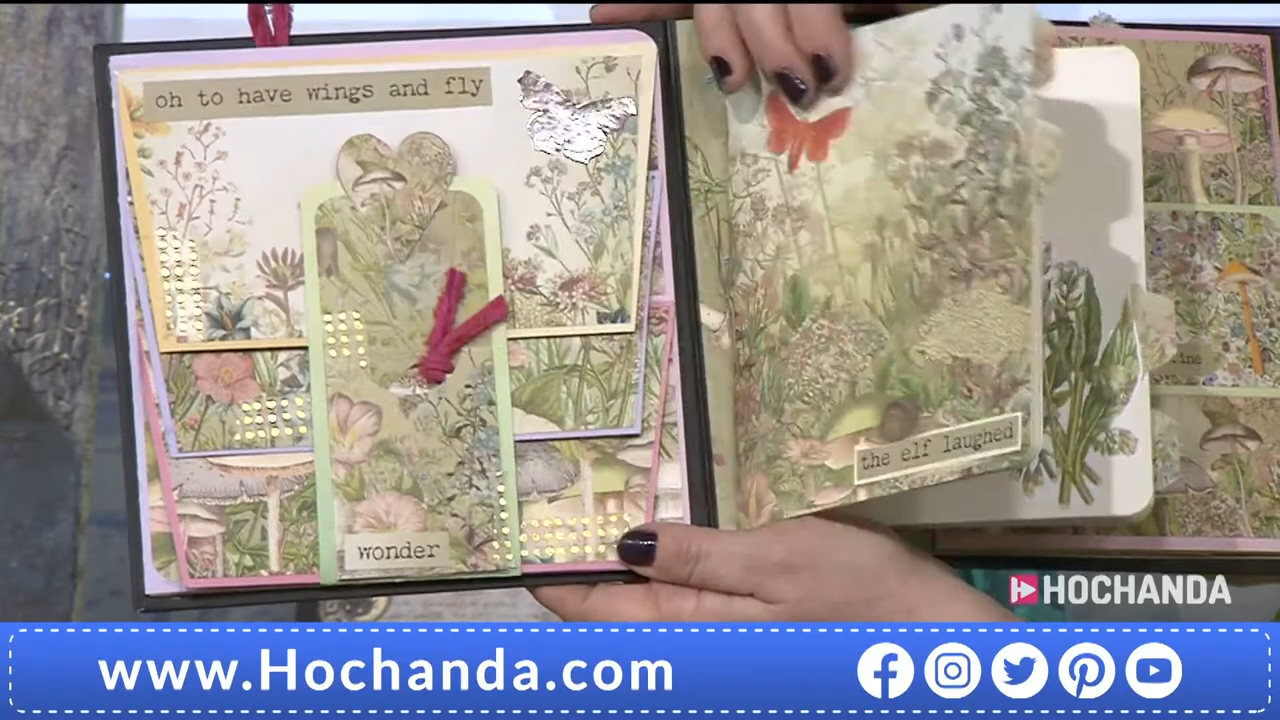 oh to have wings and fly
wonder
the elf laughed
HOCHANDA
www.Hochanda.com